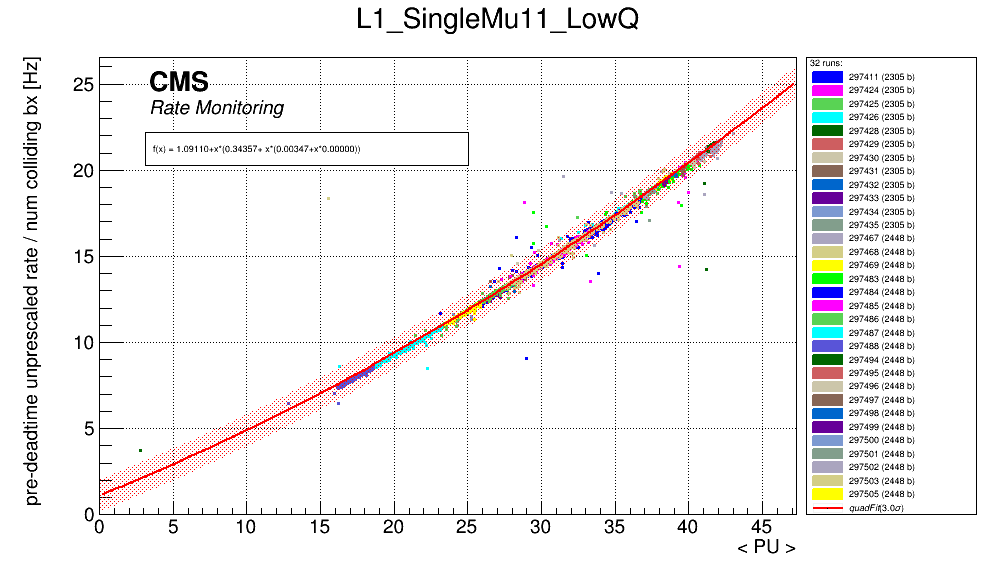 L1_SingleMu11_LowQ
pre-deadtime unprescaled rate / num colliding bx [Hz]
CMS
Rate Monitoring
f(x) = 1.09110+x*(0.34357+ x*(0.00347+x*0.00000))
25
20
15
10
5
0
0 5 10 15 20 25 30 35 40 45
< PU >
32 runs:
297411 (2305 b)
297424 (2305 b)
297425 (2305 b)
297426 (2305 b)
297428 (2305 b)
297429 (2305 b)
297430 (2305 b)
297431 (2305 b)
297432 (2305 b)
297433 (2305 b)
297434 (2305 b)
297435 (2305 b)
297467 (2448 b)
297468 (2448 b)
297469 (2448 b)
297483 (2448 b)
297484 (2448 b)
297485 (2448 b)
297486 (2448 b)
297487 (2448 b)
297488 (2448 b)
297494 (2448 b)
297495 (2448 b)
297496 (2448 b)
297497 (2448 b)
297498 (2448 b)
297499 (2448 b)
297500 (2448 b)
297501 (2448 b)
297502 (2448 b)
297503 (2448 b)
297505 (2448 b)
quadFit(3.0σ)